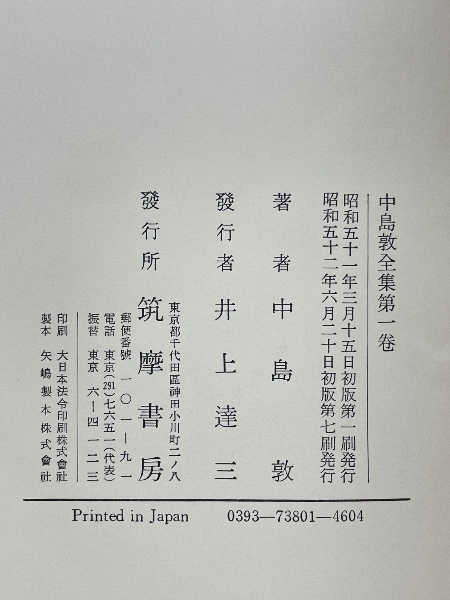 中島敦全集第一巻
昭和五十一年三月十五日初版第一刷発行
昭和五十二年六月二十日初版第七刷発行
著者 中島敦
發行者 井上達三
發行所 筑摩書房
東京都千代田區神田小川町二ノ八
郵便番號 一〇一―九一
電話 東京(291)七六五一(代表)
振替 東京 六―四一二三
印刷 大日本法令印刷株式會社
製本 矢嶋製本株式會社
Printed in Japan 0393—73801—4604